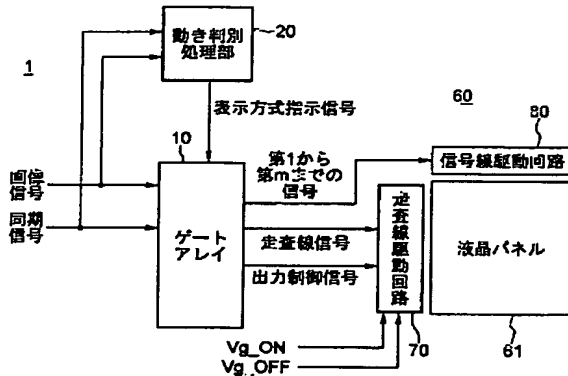 1
動き判別
処理部
20
表示方式指示信号
10
60
80
画像
信号
同期
信号
ゲート
アレイ
第1から
第mまでの
信号
走査線信号
出力制御信号
信号線駆動回路
走査線駆動回路
液晶パネル
70
61
Vg_ON
Vg_OFF